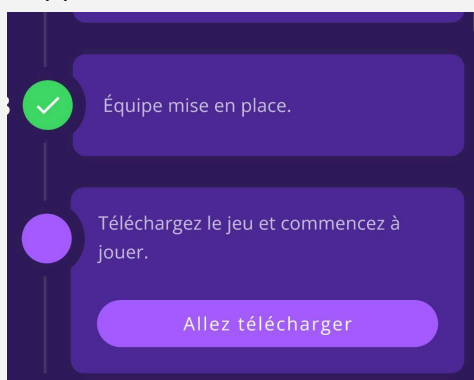 Équipe mise en place.
Téléchargez le jeu et commencez à
jouer.
Allez télécharger